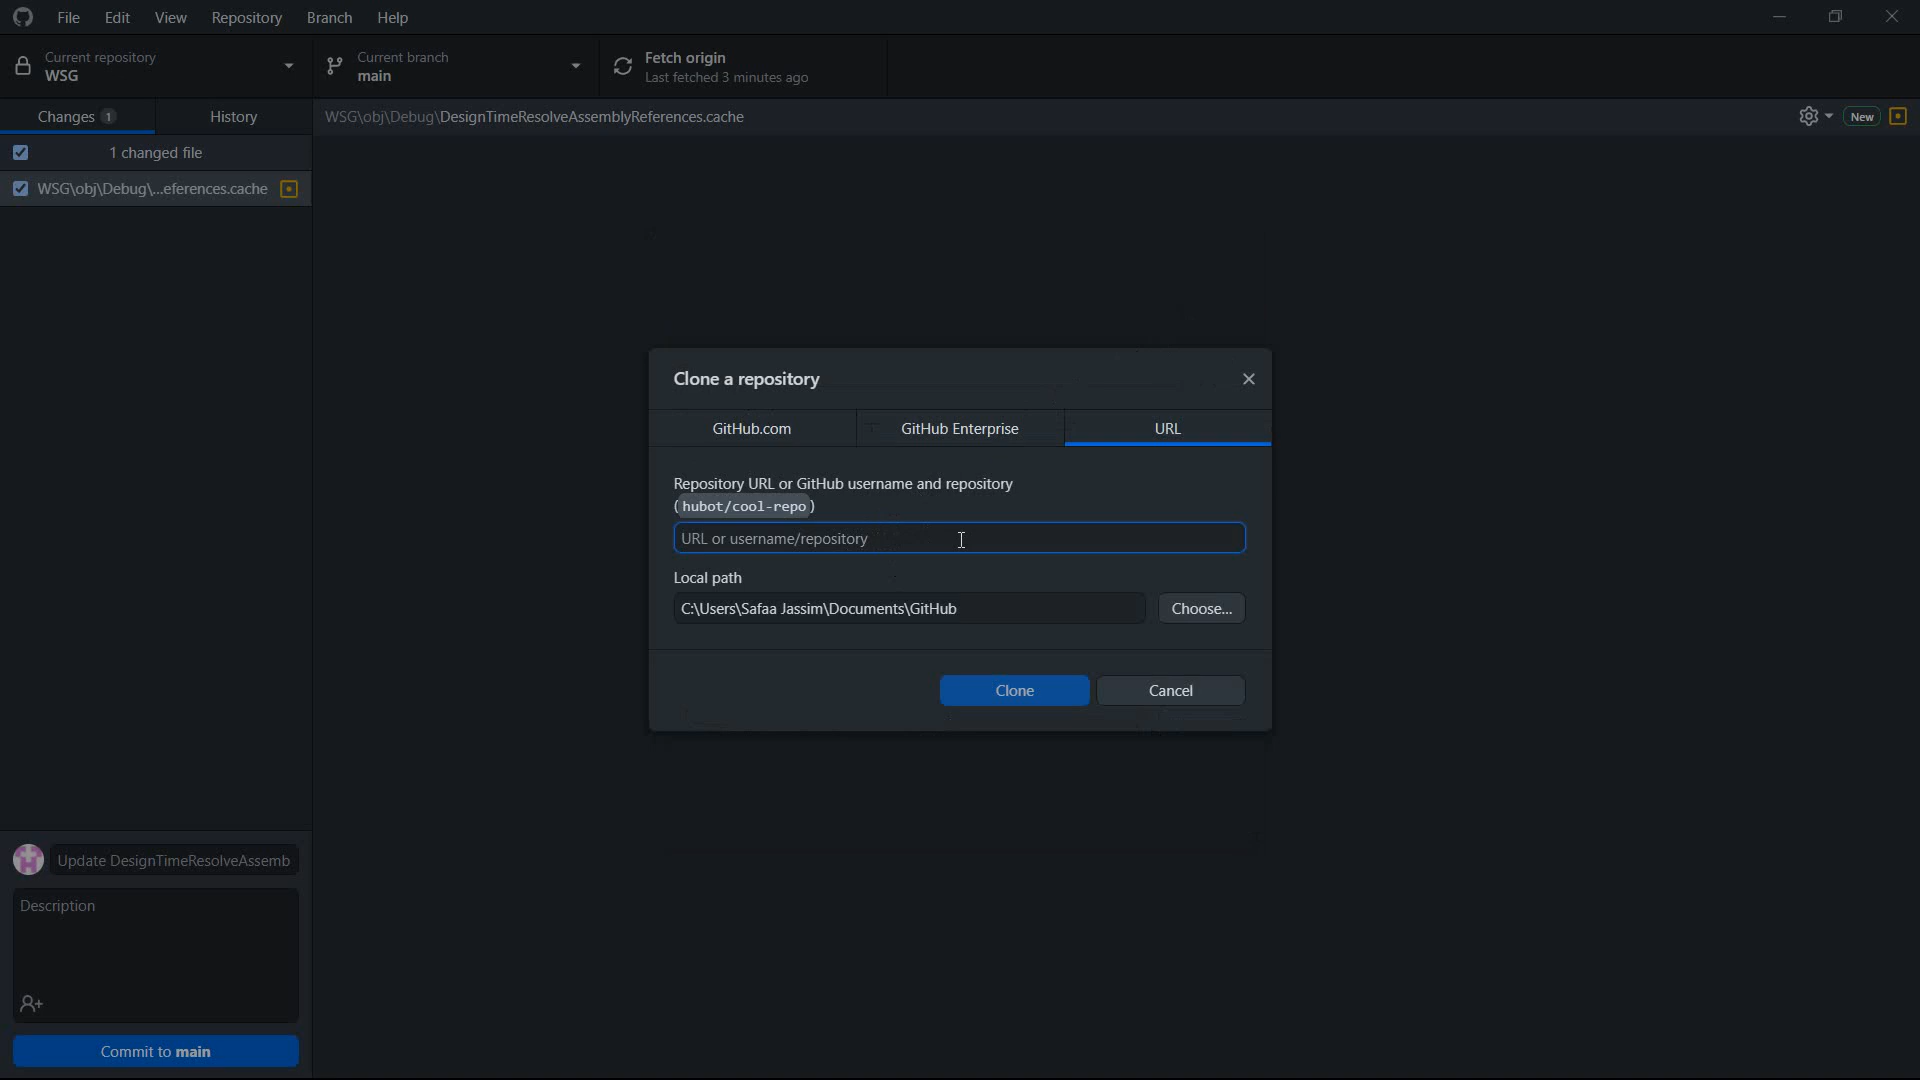 File Edit View Repository Branch Help
Current repository
WSG
Current branch
main
Fetch origin
Last fetched 3 minutes ago
Changes 1 History
WSG\obj\Debug\DesignTimeResolveAssemblyReferences.cache
New
1 changed file
WSG\obj\Debug\...eferences.cache
Clone a repository
GitHub.com GitHub Enterprise URL
Repository URL or GitHub username and repository
(hubot/cool-repo)
URL or username/repository
Local path
C:\Users\Safaa Jassim\Documents\GitHub Choose...
Clone Cancel
Update DesignTimeResolveAssemb
Description
Commit to main